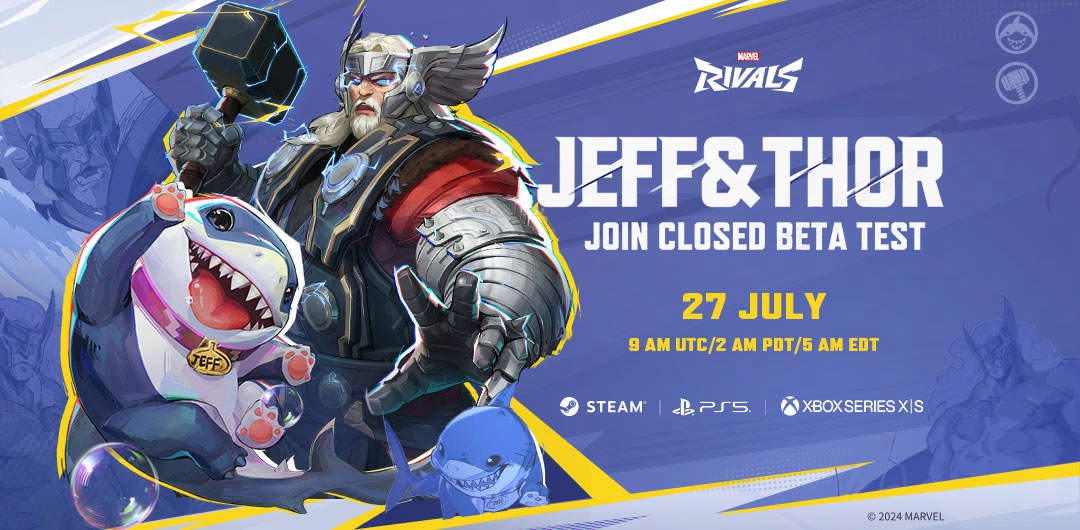 MARVEL
RIVALS
JEFF & THOR
JOIN CLOSED BETA TEST
27 JULY
9 AM UTC/2 AM PDT/5 AM EDT
STEAM® | PS5. | XBOX SERIES X|S
JEFF
JEFF
© 2024 MARVEL